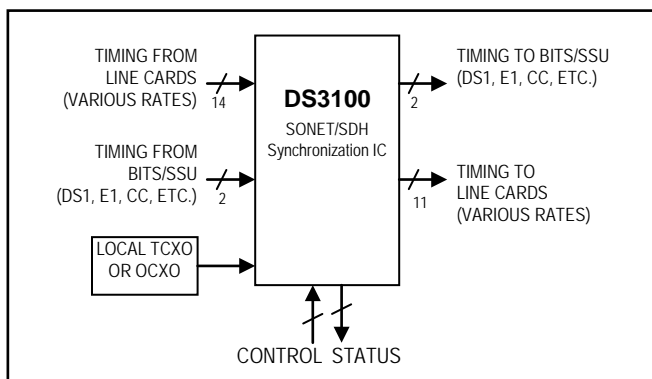 TIMING FROM
LINE CARDS
(VARIOUS RATES)
14
TIMING FROM
BITS/SSU
(DS1, E1, CC, ETC.)
2
LOCAL TCXO
OR OCXO
DS3100
SONET/SDH
Synchronization IC
TIMING TO BITS/SSU
(DS1, E1, CC, ETC.)
2
TIMING TO
LINE CARDS
(VARIOUS RATES)
11
CONTROL STATUS